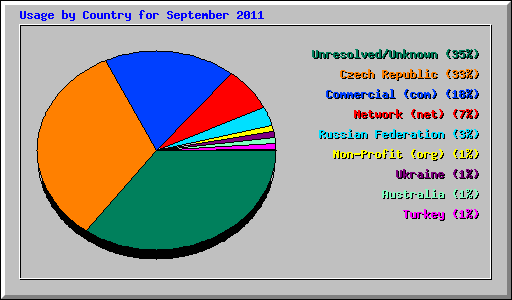 Usage by Country for September 2011
Unresolved/Unknown (35%)
Czech Republic (33%)
Commercial (com) (18%)
Network (net) (7%)
Russian Federation (3%)
Non-Profit (org) (1%)
Ukraine (1%)
Australia (1%)
Turkey (1%)